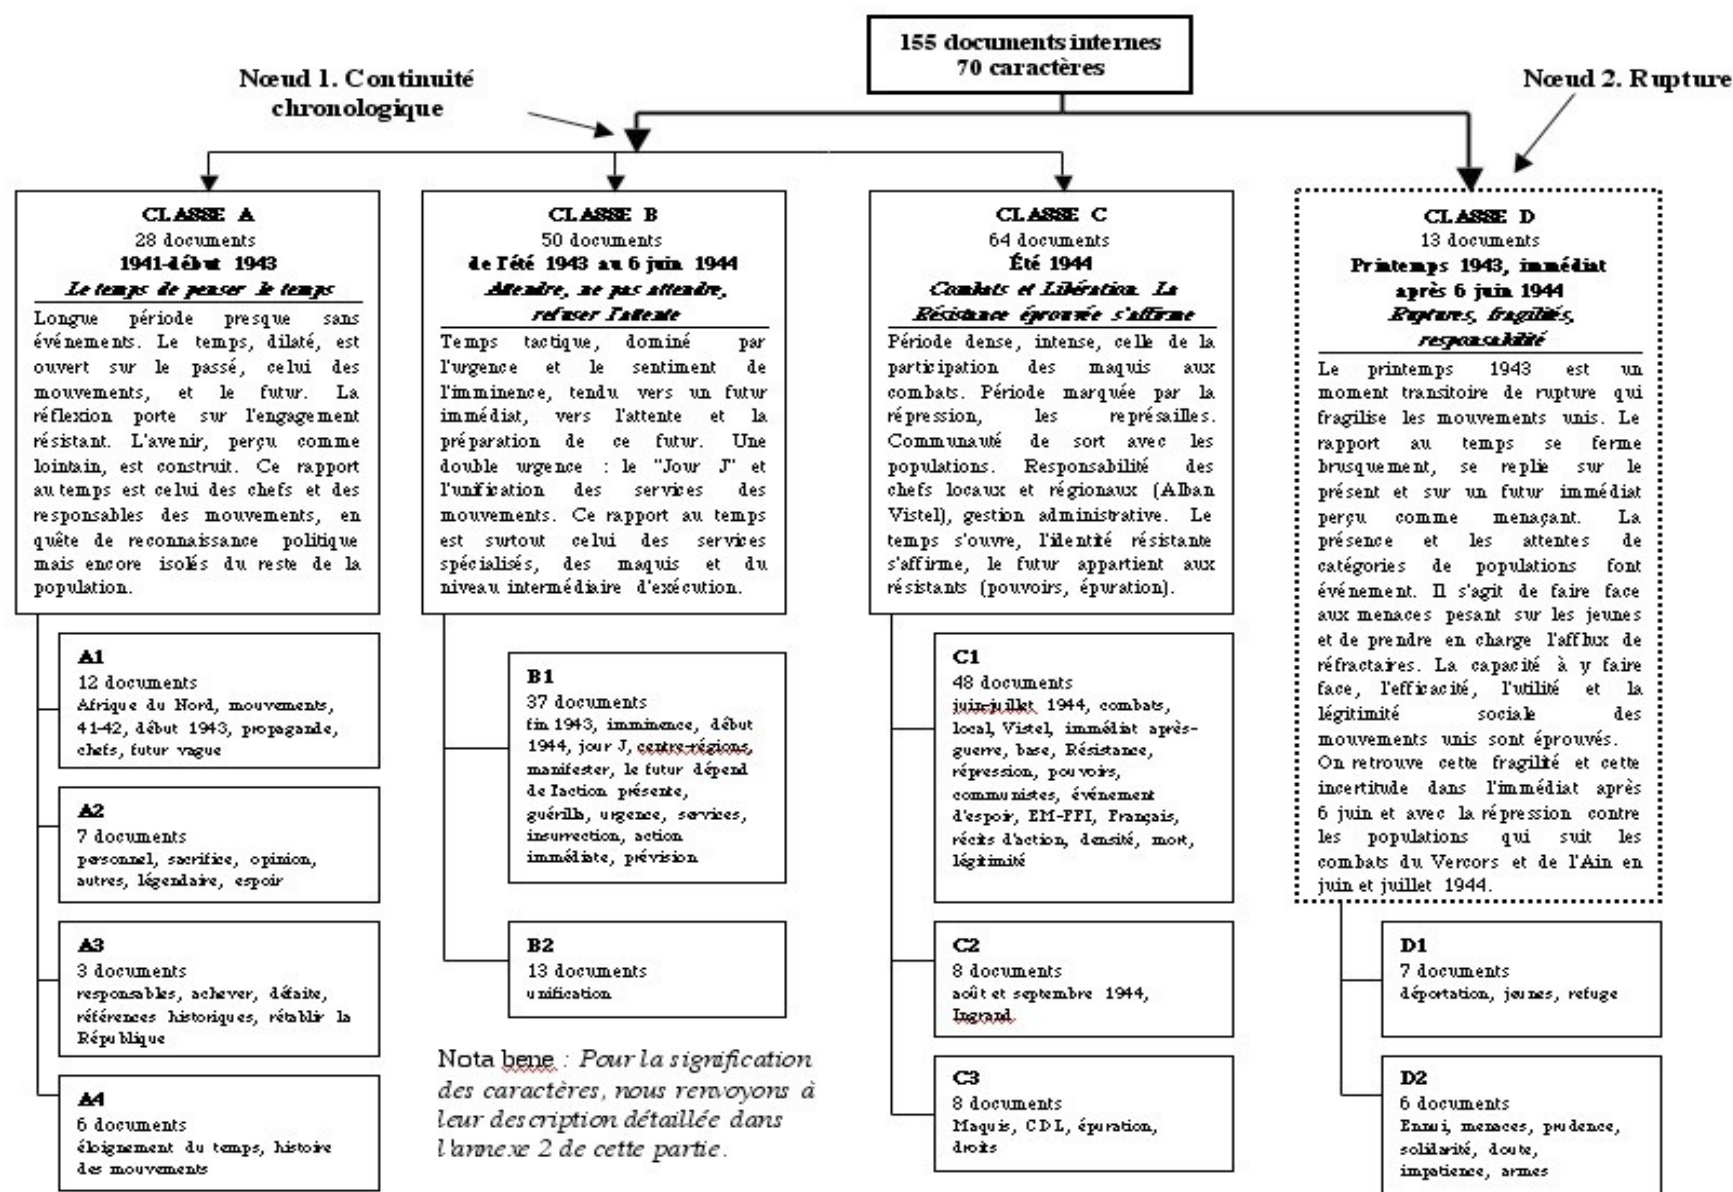 155 documents internes
70 caractères
Nœud 1. Continuité
chronologique
Nœud 2. Rupture
CLASSE A
28 documents
1941-début 1943
Le temps de penser le temps
Longue période presque sans
événements. Le temps, dilaté, est
ouvert sur le passé, celui des
mouvements, et le futur. La
réflexion porte sur l'engagement
résistant. L'avenir, perçu comme
lointain, est construit. Ce rapport
au temps est celui des chefs et des
responsables des mouvements, en
quête de reconnaissance politique
mais encore isolés du reste de la
population.
A1
12 documents
Afrique du Nord, mouvements,
41-42, début 1943, propagande,
chefs, futur vague
A2
7 documents
personnel, sacrifice, opinion,
autres, légendaire, espoir
A3
3 documents
responsables, achever, défaite,
références historiques, rétablir la
République
A4
6 documents
éloignement du temps, histoire
des mouvements
CLASSE B
50 documents
de l'été 1943 au 6 juin 1944
Attendre, ne pas attendre,
refuser l'attente
Temps tactique, dominé par
l'urgence et le sentiment de
l'imminence, tendu vers un futur
immédiat, vers l'attente et la
préparation de ce futur. Une
double urgence : le "Jour J" et
l'unification des services des
mouvements. Ce rapport au temps
est surtout celui des services
spécialisés, des maquis et du
niveau intermédiaire d'exécution.
B1
37 documents
fin 1943, imminence, début
1944, jour J, centre-régions,
manifester, le futur dépend
de l'action présente,
guérilla, urgence, services,
insurrection, action
immédiate, prévision
B2
13 documents
unification
Nota bene : Pour la signification
des caractères, nous renvoyons à
leur description détaillée dans
l'annexe 2 de cette partie.
CLASSE C
64 documents
Été 1944
Combats et Libération. La
Résistance éprouvée s'affirme
Période dense, intense, celle de la
participation des maquis aux
combats. Période marquée par la
répression, les représailles.
Communauté de sort avec les
populations. Responsabilité des
chefs locaux et régionaux (Alban
Vistel), gestion administrative. Le
temps s'ouvre, l'identité résistante
s'affirme, le futur appartient aux
résistants (pouvoirs, épuration).
C1
48 documents
juin-juillet 1944, combats,
local, Vistel, immédiat après-
guerre, base, Résistance,
répression, pouvoirs,
communistes, événement
d'espoir, EM-FFI, Français,
récits d'action, densité, mort,
légitimité
C2
8 documents
août et septembre 1944,
Ingrand
C3
8 documents
Maquis, CDL, épuration,
droits
CLASSE D
13 documents
Printemps 1943, immédiat
après 6 juin 1944
Ruptures, fragilités,
responsabilité
Le printemps 1943 est un
moment transitoire de rupture qui
fragilise les mouvements unis. Le
rapport au temps se ferme
brusquement, se replie sur le
présent et sur un futur immédiat
perçu comme menaçant. La
présence et les attentes de
catégories de populations font
événement. Il s'agit de faire face
aux menaces pesant sur les jeunes
et de prendre en charge l'afflux de
réfractaires. La capacité à y faire
face, l'efficacité, l'utilité et la
légitimité sociale des
mouvements unis sont éprouvés.
On retrouve cette fragilité et cette
incertitude dans l'immédiat après
6 juin et avec la répression contre
les populations qui suit les
combats du Vercors et de l'Ain en
juin et juillet 1944.
D1
7 documents
déportation, jeunes, refuge
D2
6 documents
Ennui, menaces, prudence,
solidarité, doute,
impatience, armes